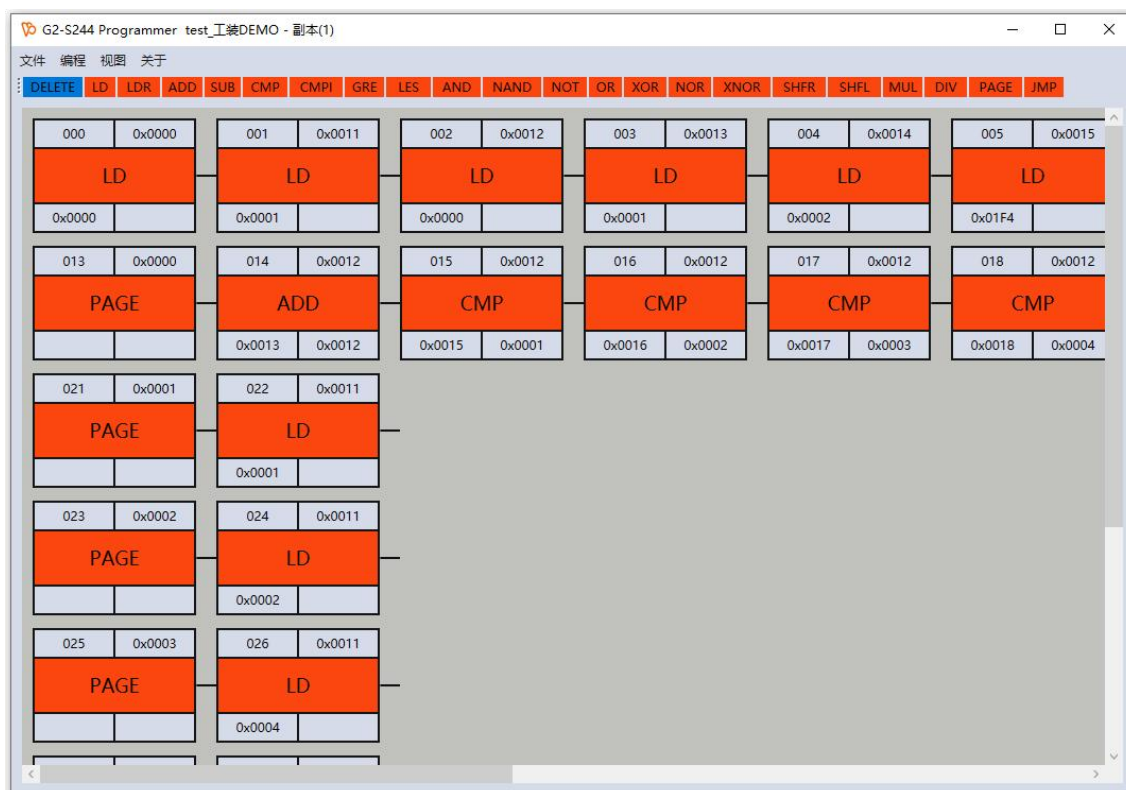 G2-S244 Programmer test_工装DEMO - 副本(1)
文件 编程 视图 关于
DELETE LD LDR ADD SUB CMP CMPI GRE LES AND NAND NOT OR XOR NOR XNOR SHFR SHFL MUL DIV PAGE JMP
000 0x0000 001 0x0011 002 0x0012 003 0x0013 004 0x0014 005 0x0015
LD LD LD LD LD LD
0x0000 0x0001 0x0000 0x0001 0x0002 0x01F4
013 0x0000 014 0x0012 015 0x0012 016 0x0012 017 0x0012 018 0x0012
PAGE ADD CMP CMP CMP CMP
0x0013 0x0012 0x0015 0x0001 0x0016 0x0002 0x0017 0x0003 0x0018 0x0004
021 0x0001 022 0x0011
PAGE LD
0x0001
023 0x0002 024 0x0011
PAGE LD
0x0002
025 0x0003 026 0x0011
PAGE LD
0x0004